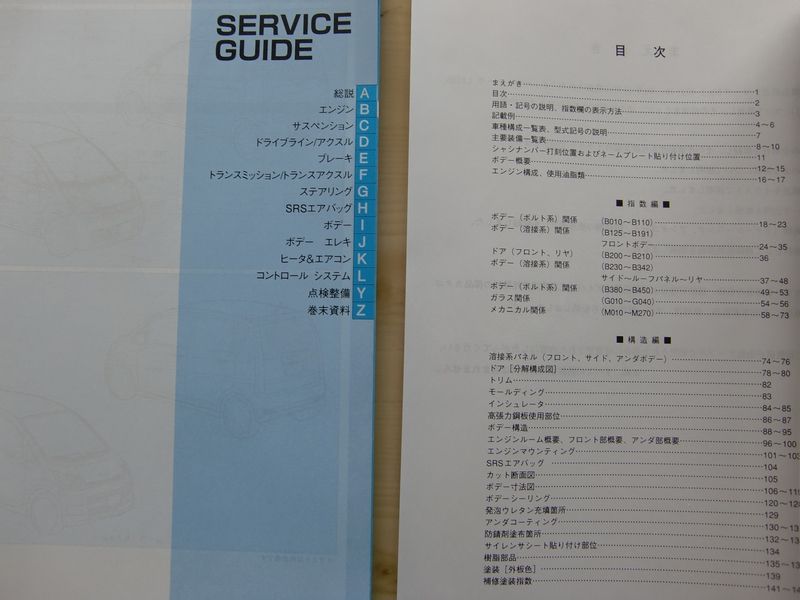 SERVICE
GUIDE
総説 A
エンジン B
サスペンション C
ドライブライン/アクスル D
ブレーキ E
トランスミッション/トランスアクスル F
ステアリング G
SRSエアバッグ H
ボデー I
ボデー エレキ J
ヒータ&エアコン K
コントロール システム L
点検整備 Y
巻末資料 Z
目 次
まえがき 1
目次 2
用語・記号の説明、指数欄の表示方法 3
記載例 4～6
車種構成一覧表、型式記号の説明 7
主要装備一覧表 8～10
シャシナンバー打刻位置およびネームプレート貼り付け位置 11
ボデー概要 12～15
エンジン構成、使用油脂類 16～17
■ 指 数 編 ■
ボデー（ボルト系）関係 （B010～B110） 18～23
ボデー（溶接系）関係 （B125～B191）
フロントボデー 24～35
ドア（フロント、リヤ） （B200～B210） 36
ボデー（溶接系）関係 （B230～B342）
サイド～ルーフパネル～リヤ 37～48
ボデー（ボルト系）関係 （B380～B450） 49～53
ガラス関係 （G010～G040） 54～56
メカニカル関係 （M010～M270） 58～73
■ 構 造 編 ■
溶接系パネル（フロント、サイド、アンダボデー） 74～76
ドア［分解構成図］ 78～80
トリム 82
モールディング 83
インシュレータ 84～85
高張力鋼板使用部位 86～87
ボデー構造 88～95
エンジンルーム概要、フロント部概要、アンダ部概要 96～100
エンジンマウンティング 101～103
SRSエアバッグ 104
カット断面図 105
ボデー寸法図 106～
ボデーシーリング 120～
発泡ウレタン充填箇所 129
アンダコーティング 130～
防錆剤塗布箇所 132～
サイレンサシート貼り付け部位 134
樹脂部品 135～
塗装［外板色］ 139
補修塗装指数 141～